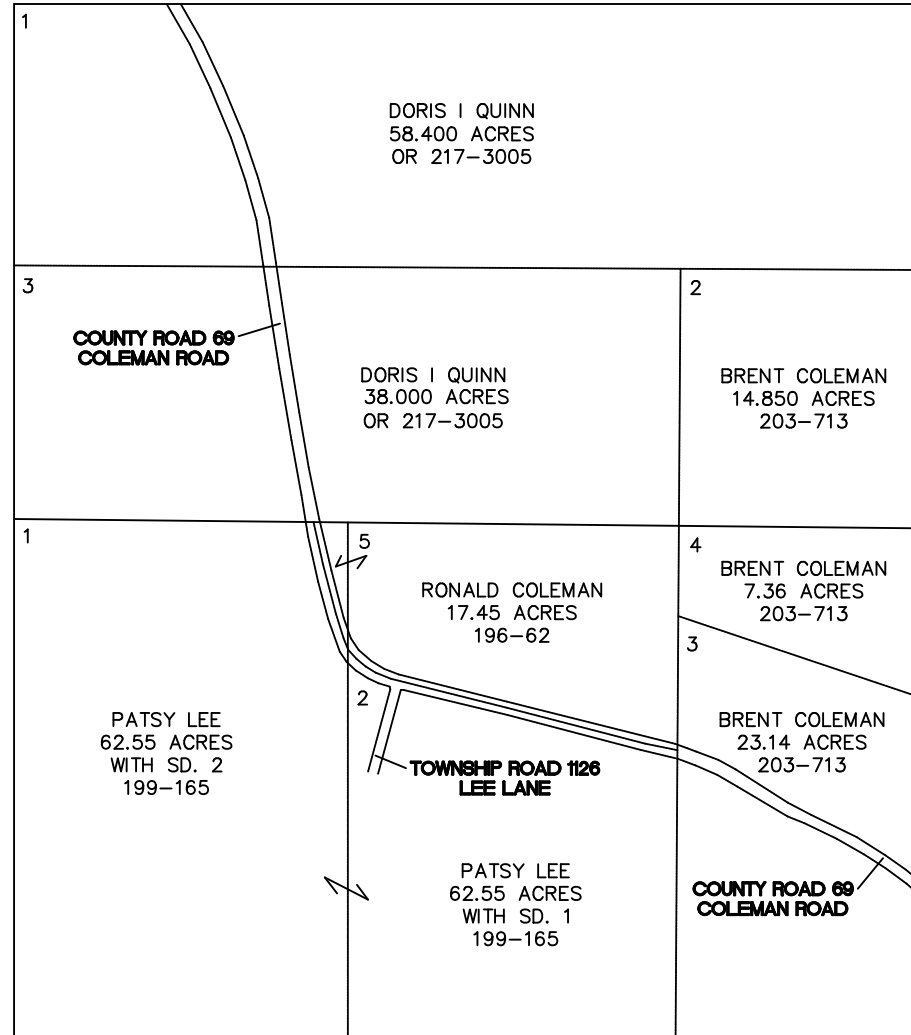 1
DORIS I QUINN
58.400 ACRES
OR 217-3005
3
2
COUNTY ROAD 69
COLEMAN ROAD
DORIS I QUINN
38.000 ACRES
OR 217-3005
BRENT COLEMAN
14.850 ACRES
203-713
1
5
4
RONALD COLEMAN
17.45 ACRES
196-62
BRENT COLEMAN
7.36 ACRES
203-713
3
2
PATSY LEE
62.55 ACRES
WITH SD. 2
199-165
BRENT COLEMAN
23.14 ACRES
203-713
TOWNSHIP ROAD 1126
LEE LANE
PATSY LEE
62.55 ACRES
WITH SD. 1
199-165
COUNTY ROAD 69
COLEMAN ROAD